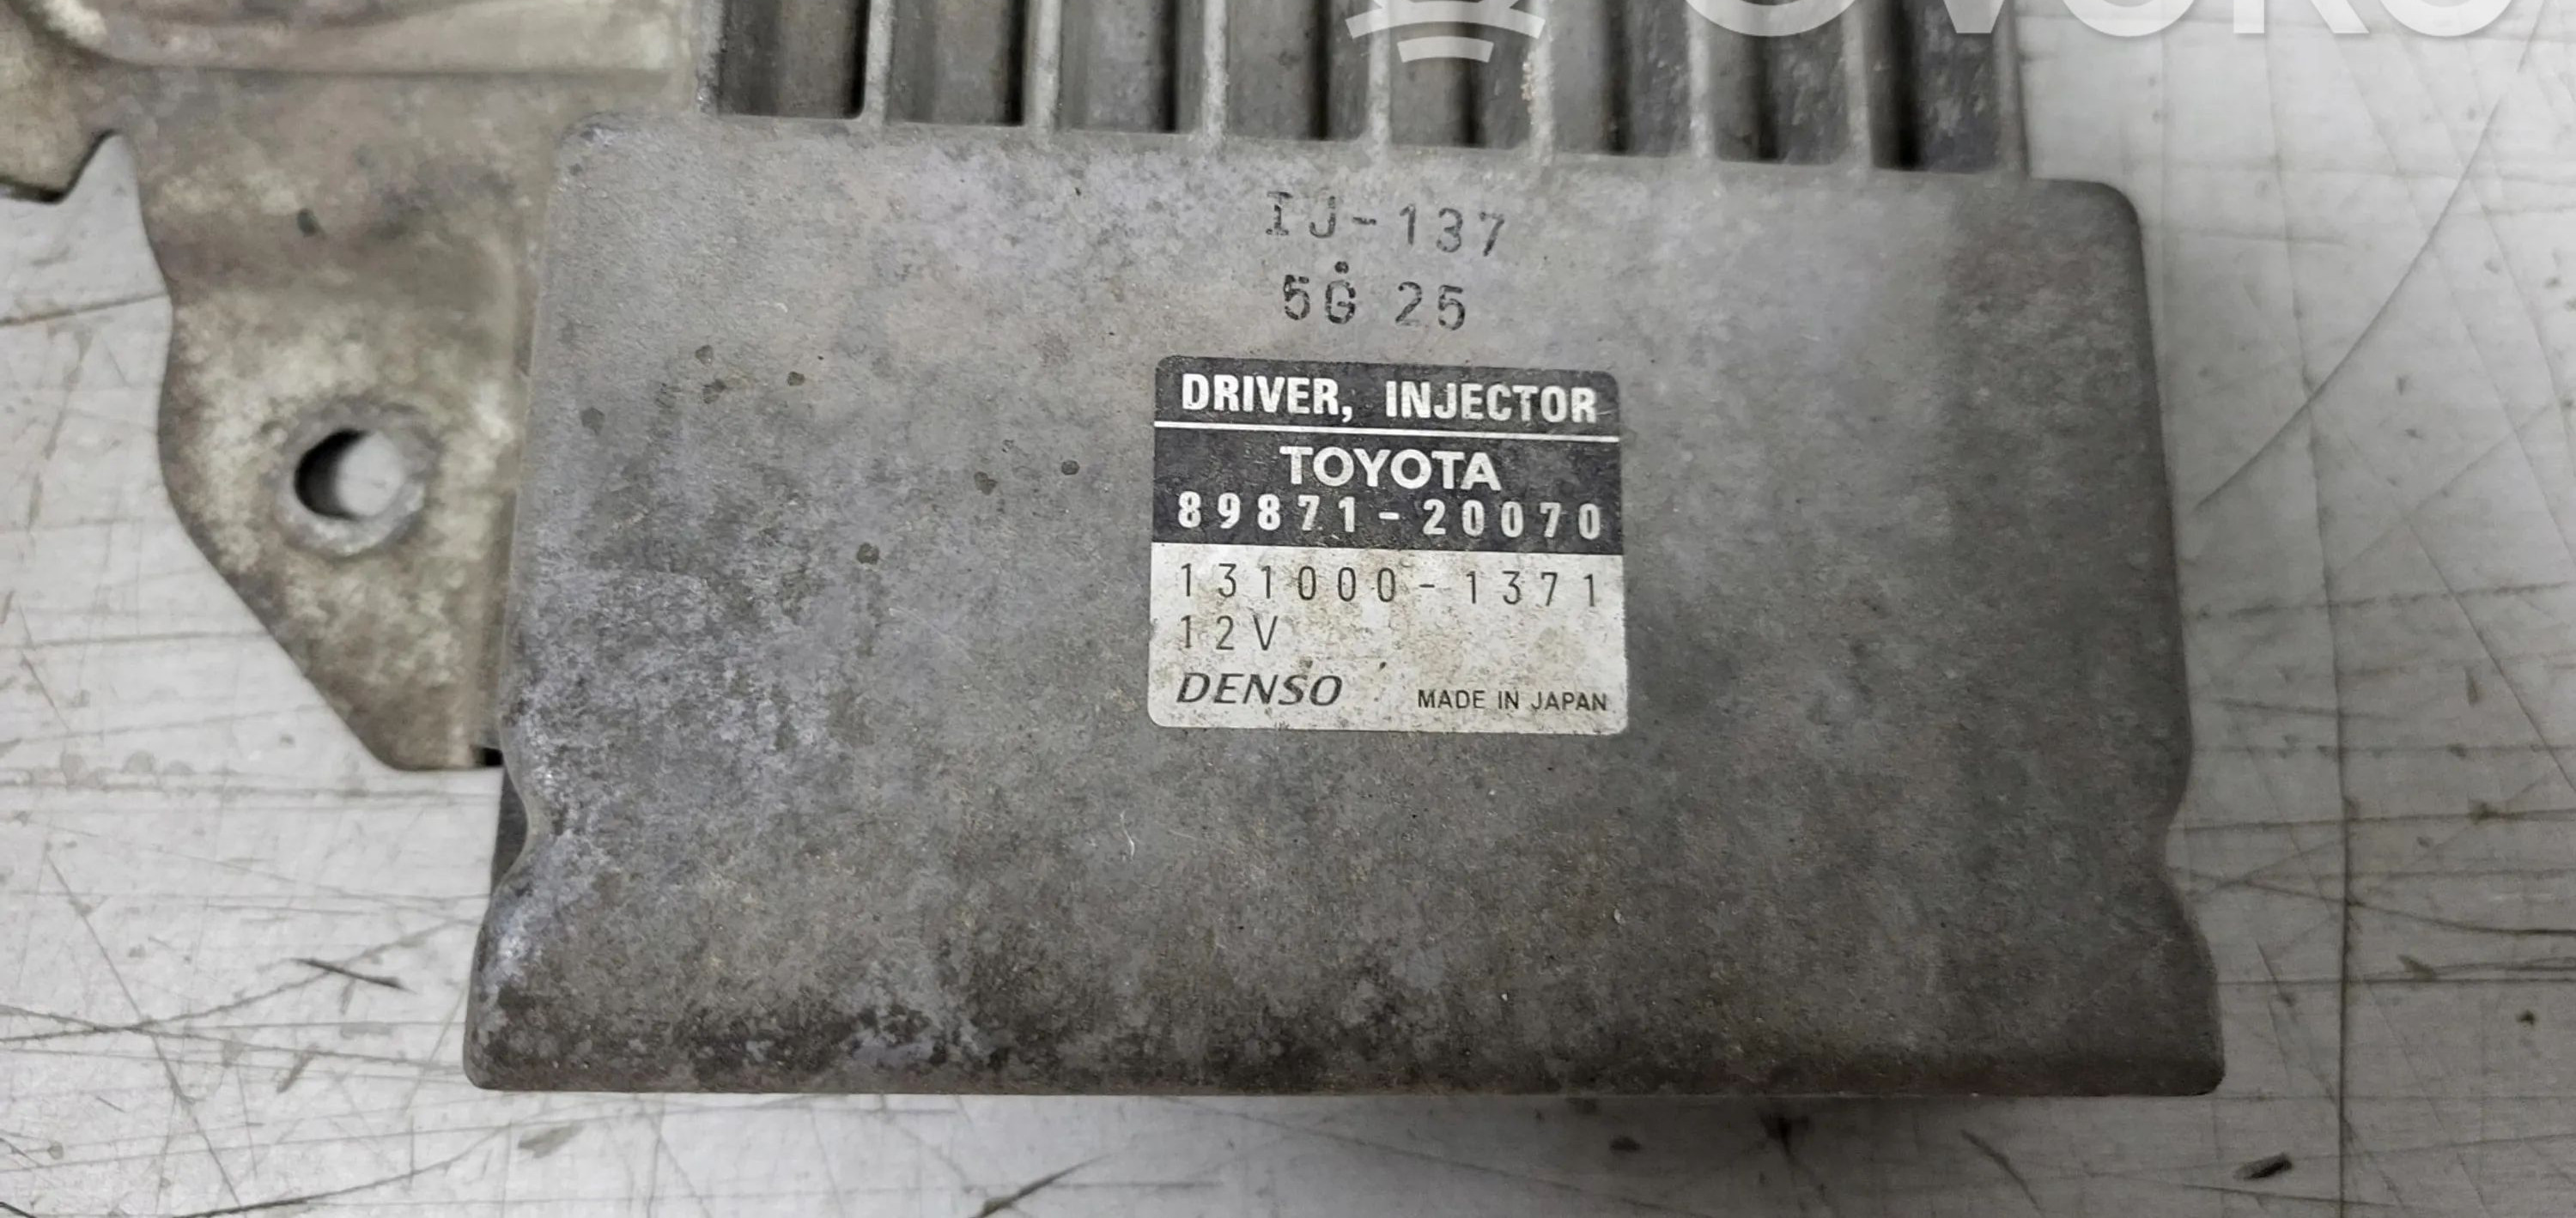 IJ-137
5G 25
DRIVER, INJECTOR
TOYOTA
89871-20070
131000-1371
12V
DENSO MADE IN JAPAN